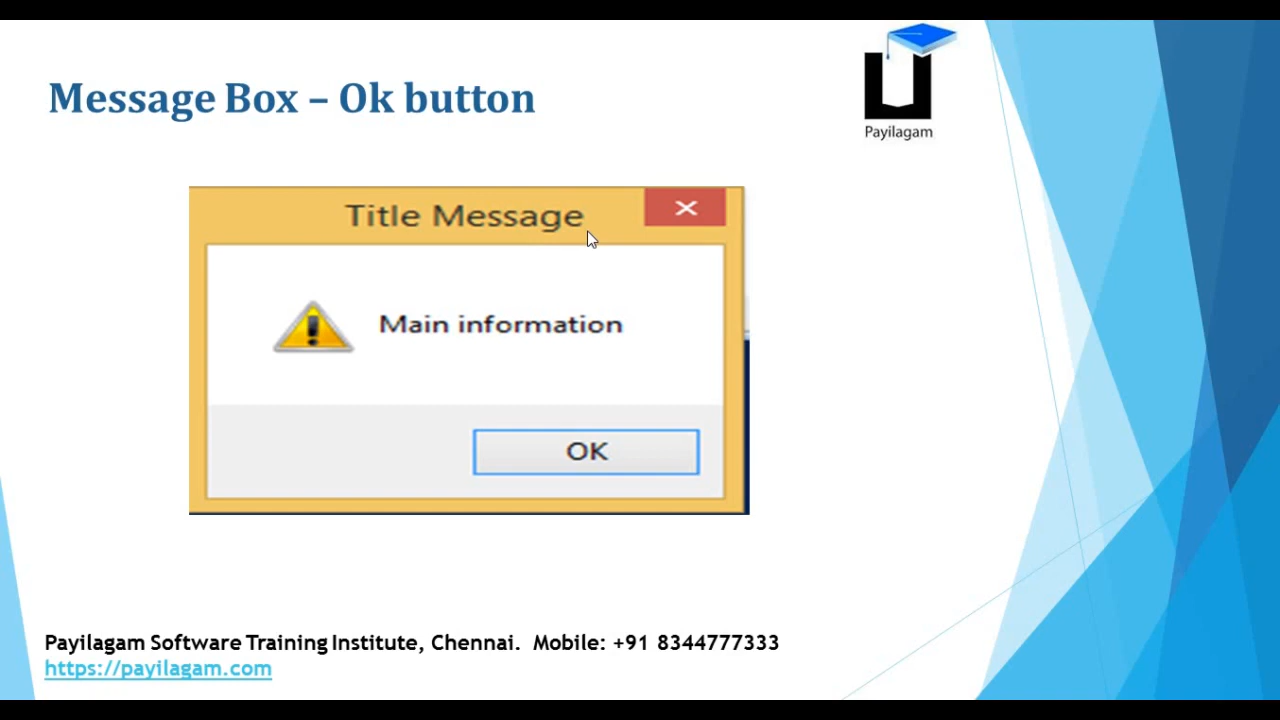 Message Box – Ok button
Payilagam
Title Message
Main information
OK
Payilagam Software Training Institute, Chennai. Mobile: +91 8344777333
https://payilagam.com